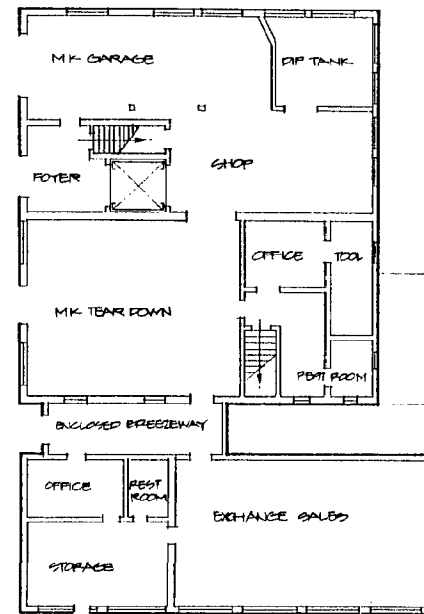 MK GARAGE
DIP TANK
FOYER
SHOP
OFFICE
TOOL
MK TEAR DOWN
REST ROOM
ENCLOSED BREEZEWAY
OFFICE
REST
ROOM
EXCHANGE SALES
STORAGE